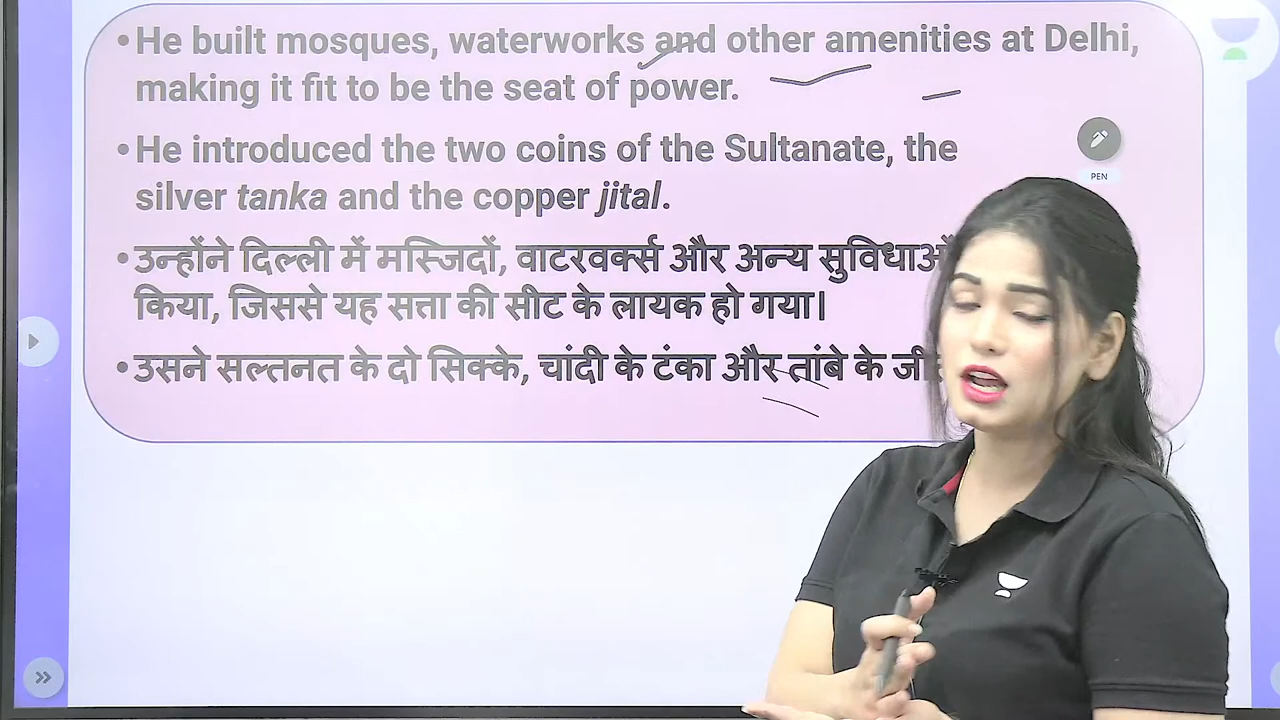 •He built mosques, waterworks and other amenities at Delhi,
making it fit to be the seat of power.
•He introduced the two coins of the Sultanate, the
silver tanka and the copper jital.
PEN
•उन्होंने दिल्ली में मस्जिदों, वाटरवर्क्स और अन्य
किया, जिससे यह सत्ता की सीट के लायक हो गया।
•उसने सल्तनत के दो सिक्के, चांदी के टंका और तांबे के